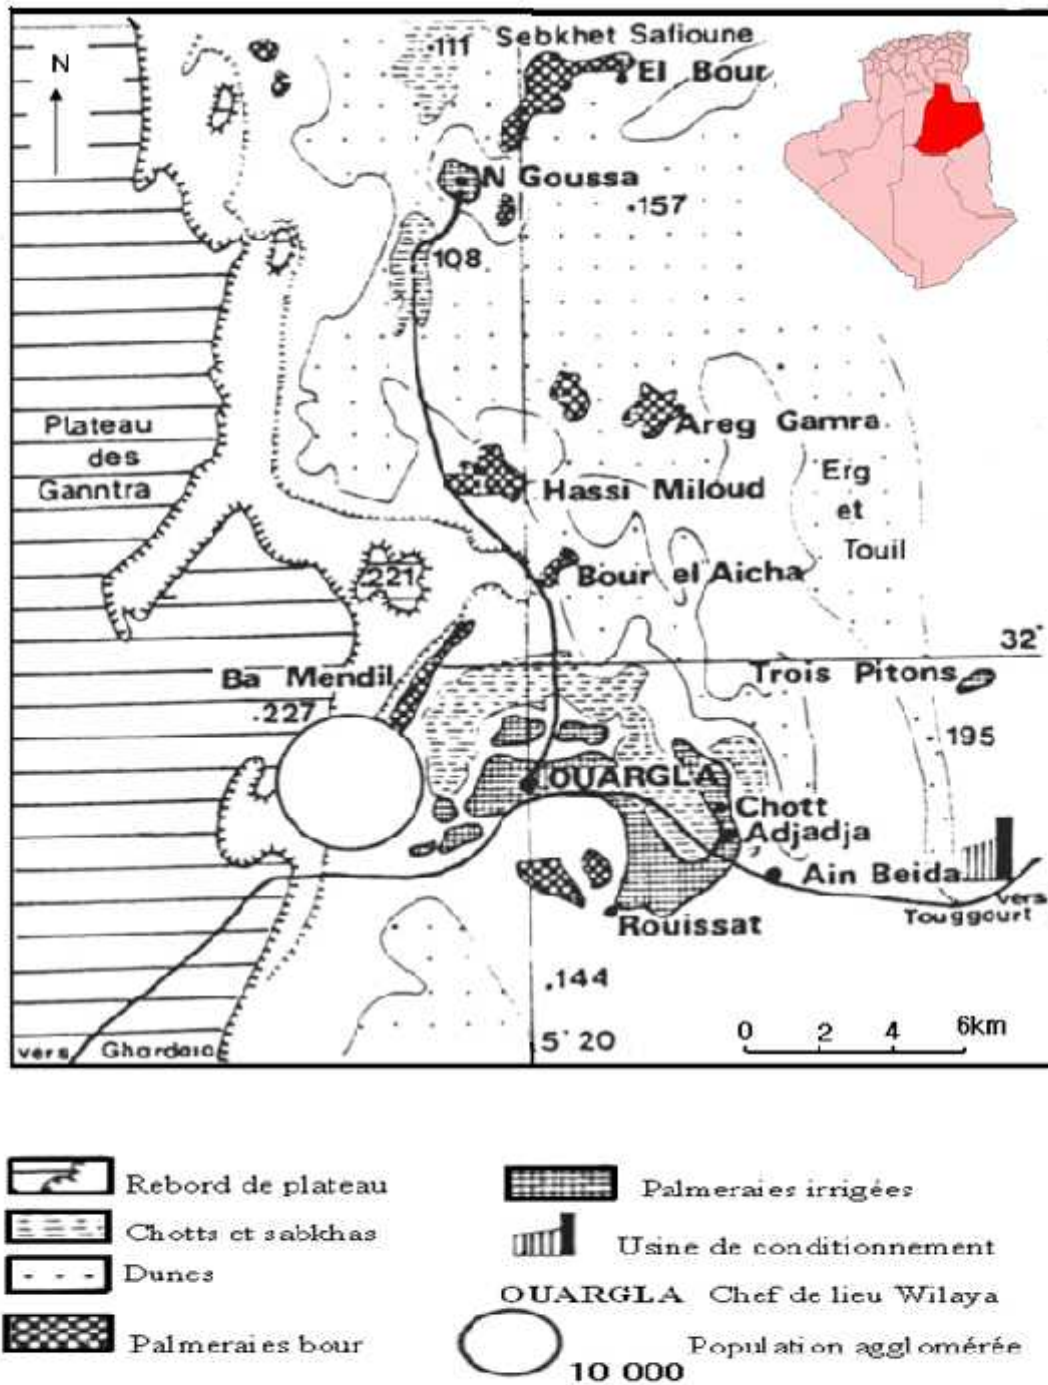 N
.111
Sebkhet Safioune
El Bour
N Goussa
.157
108
Plateau
des
Ganntra
Areg Gamra
Hassi Miloud
Erg
et
Touil
.221
Bour el Aicha
32°
Ba Mendil
Trois Pitons
.227
.195
OUARGLA
Chott
Adjadja
Ain Beida
vers
Touggourt
Rouissat
.144
0 2 4 6km
5° 20
vers Ghardaia
Rebord de plateau
Chotts et sabkhas
Dunes
Palmeraies bour
Palmeraies irrigées
Usine de conditionnement
OUARGLA Chef de lieu Wilaya
Population agglomérée
10 000